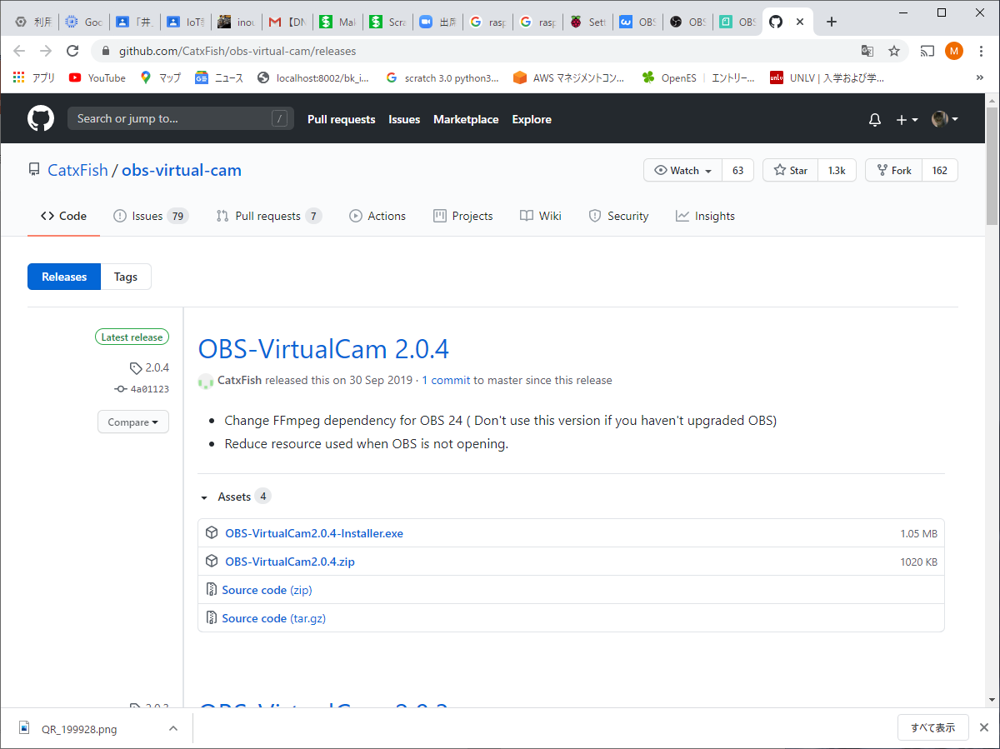 利用
Goo
「井
IoT
inou
【DN
Mak
Scra
出席
rasp
rasp
Sett
OBS
OBS
OBS
github.com/CatxFish/obs-virtual-cam/releases
M
アプリ
YouTube
マップ
ニュース
localhost:8002/bk_i...
scratch 3.0 python3...
AWS マネジメントコン...
OpenES | エントリー...
UNLV | 入学および学...
»
Search or jump to...
/
Pull requests
Issues
Marketplace
Explore
CatxFish / obs-virtual-cam
Watch
63
Star
1.3k
Fork
162
Code
Issues 79
Pull requests 7
Actions
Projects
Wiki
Security
Insights
Releases
Tags
Latest release
2.0.4
4a01123
Compare
OBS-VirtualCam 2.0.4
CatxFish released this on 30 Sep 2019 · 1 commit to master since this release
Change FFmpeg dependency for OBS 24 ( Don't use this version if you haven't upgraded OBS)
Reduce resource used when OBS is not opening.
Assets 4
OBS-VirtualCam2.0.4-Installer.exe
1.05 MB
OBS-VirtualCam2.0.4.zip
1020 KB
Source code (zip)
Source code (tar.gz)
QR_199928.png
すべて表示